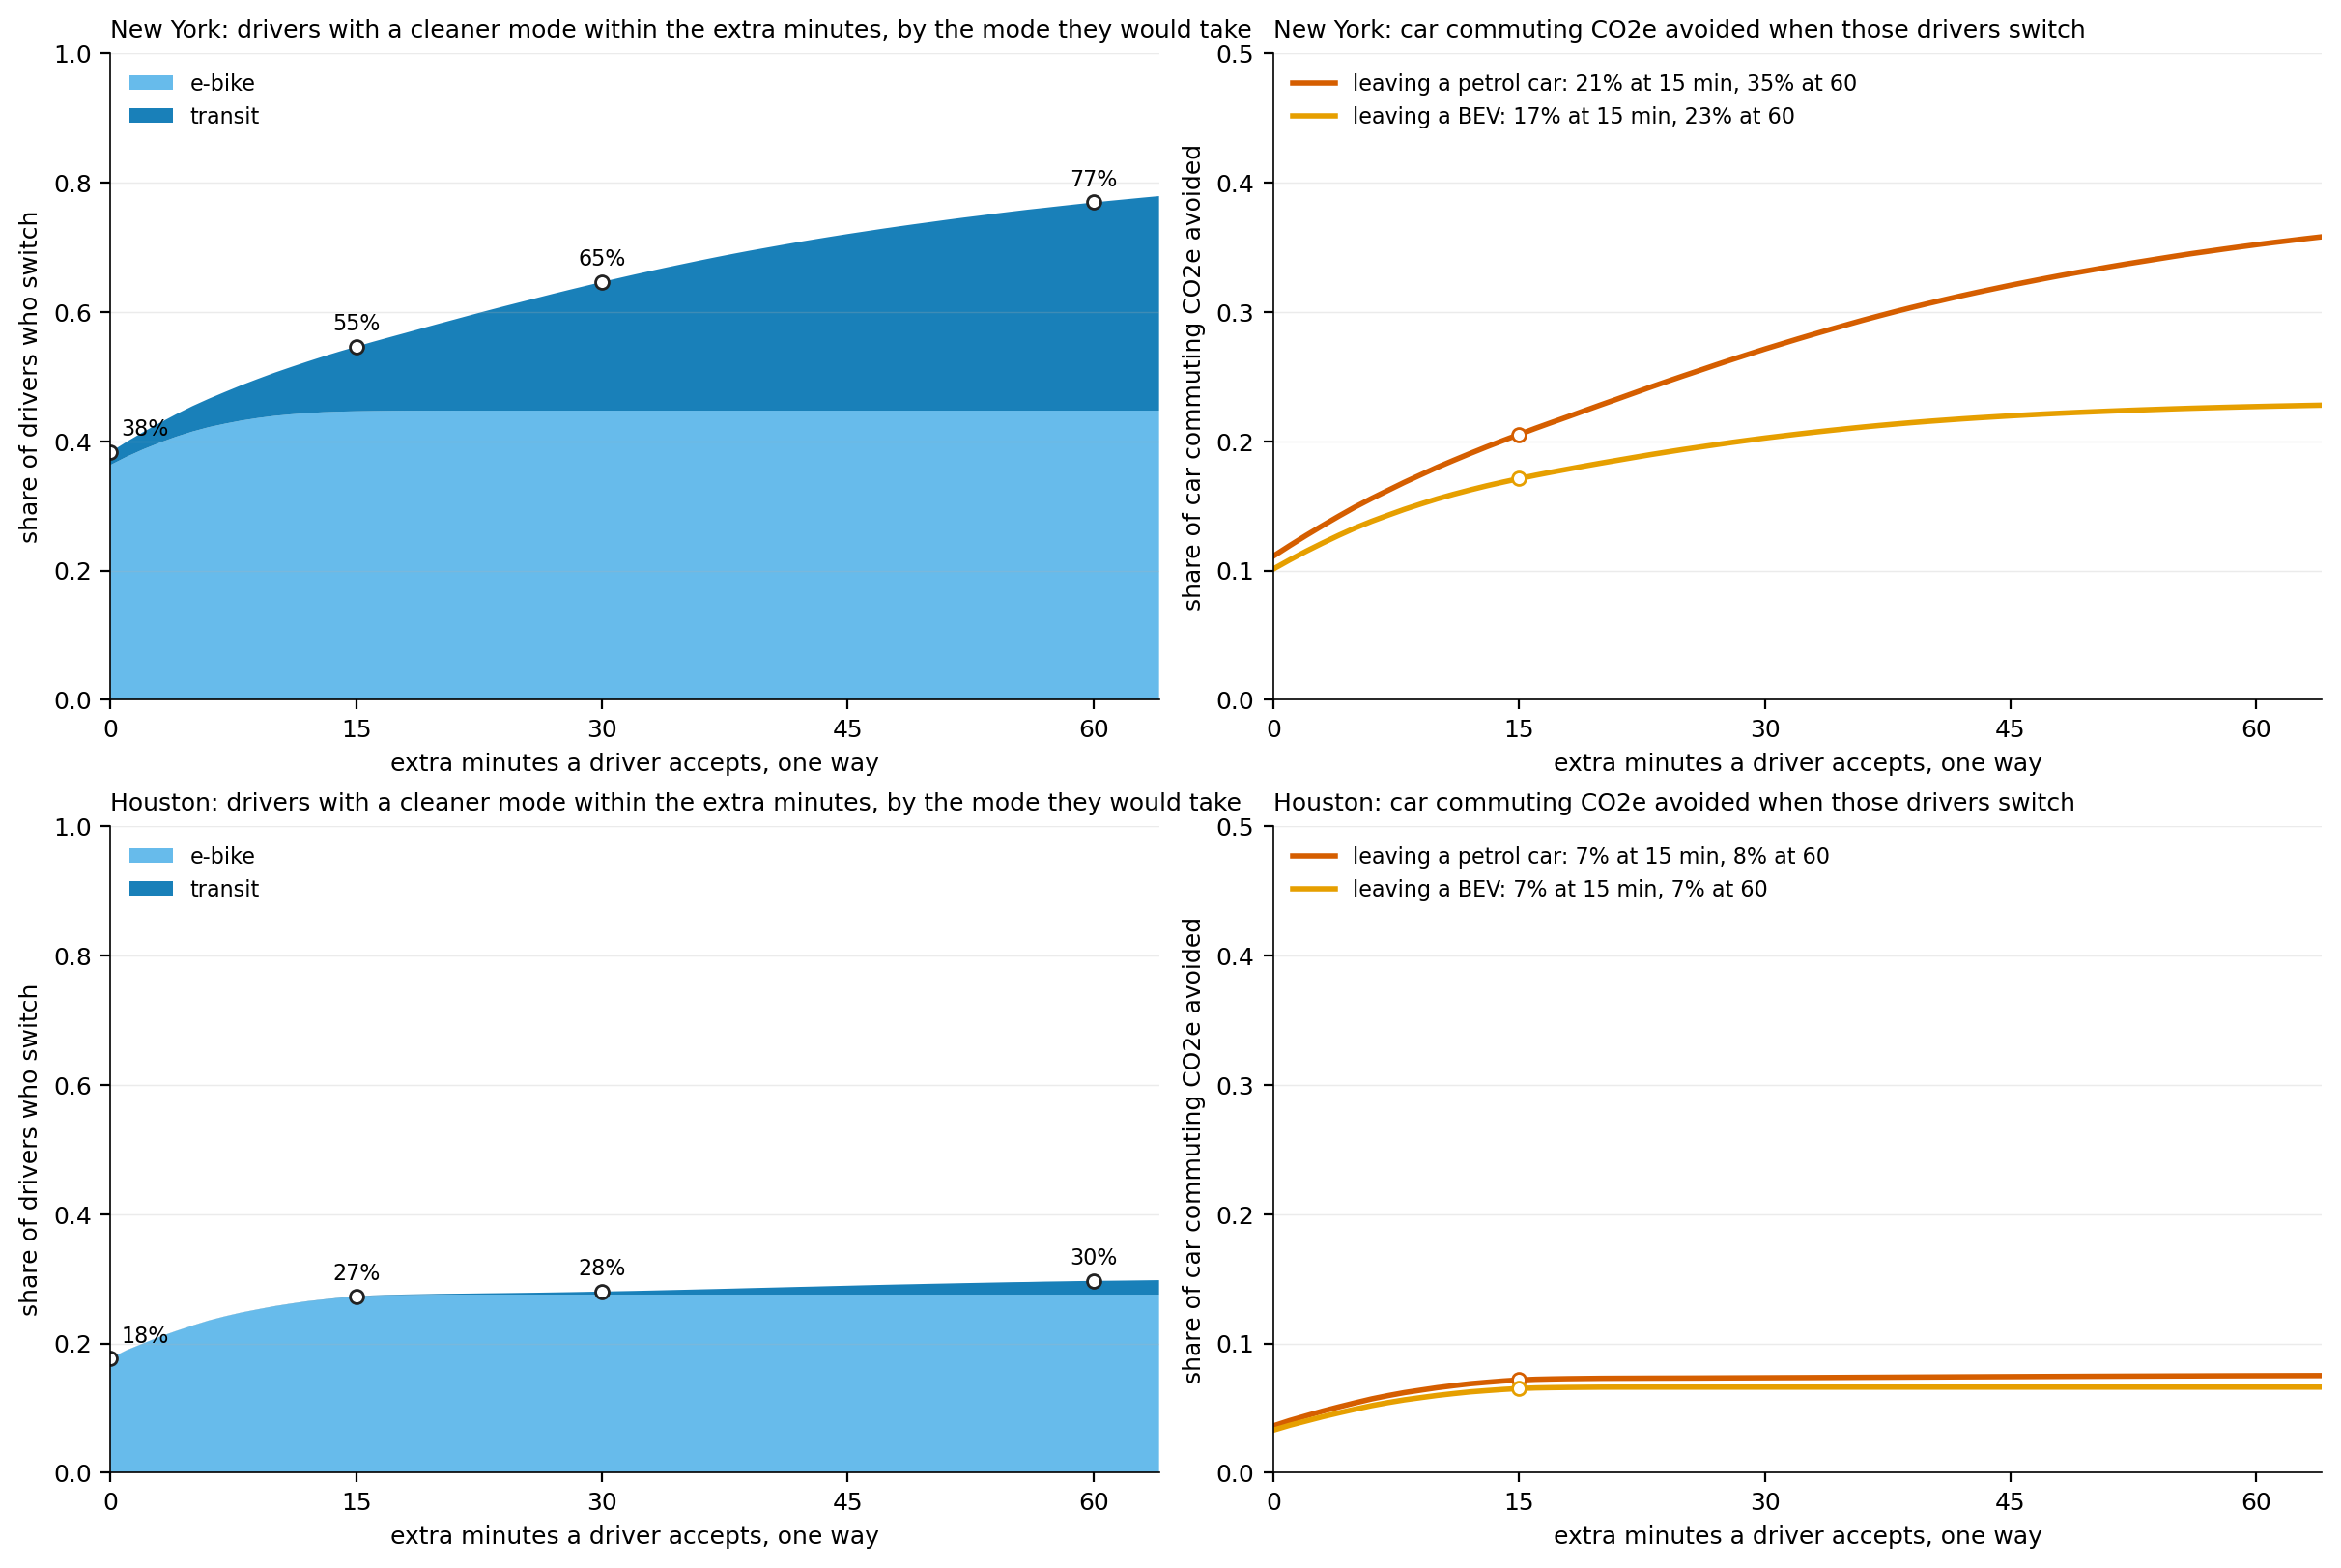 New York: drivers with a cleaner mode within the extra minutes, by the mode they would take
1.0
0.8
0.6
0.4
0.2
0.0
share of drivers who switch
e-bike
transit
38%
55%
65%
77%
0
15
30
45
60
extra minutes a driver accepts, one way
New York: car commuting CO2e avoided when those drivers switch
0.5
0.4
0.3
0.2
0.1
0.0
share of car commuting CO2e avoided
leaving a petrol car: 21% at 15 min, 35% at 60
leaving a BEV: 17% at 15 min, 23% at 60
0
15
30
45
60
extra minutes a driver accepts, one way
Houston: drivers with a cleaner mode within the extra minutes, by the mode they would take
1.0
0.8
0.6
0.4
0.2
0.0
share of drivers who switch
e-bike
transit
18%
27%
28%
30%
0
15
30
45
60
extra minutes a driver accepts, one way
Houston: car commuting CO2e avoided when those drivers switch
0.5
0.4
0.3
0.2
0.1
0.0
share of car commuting CO2e avoided
leaving a petrol car: 7% at 15 min, 8% at 60
leaving a BEV: 7% at 15 min, 7% at 60
0
15
30
45
60
extra minutes a driver accepts, one way